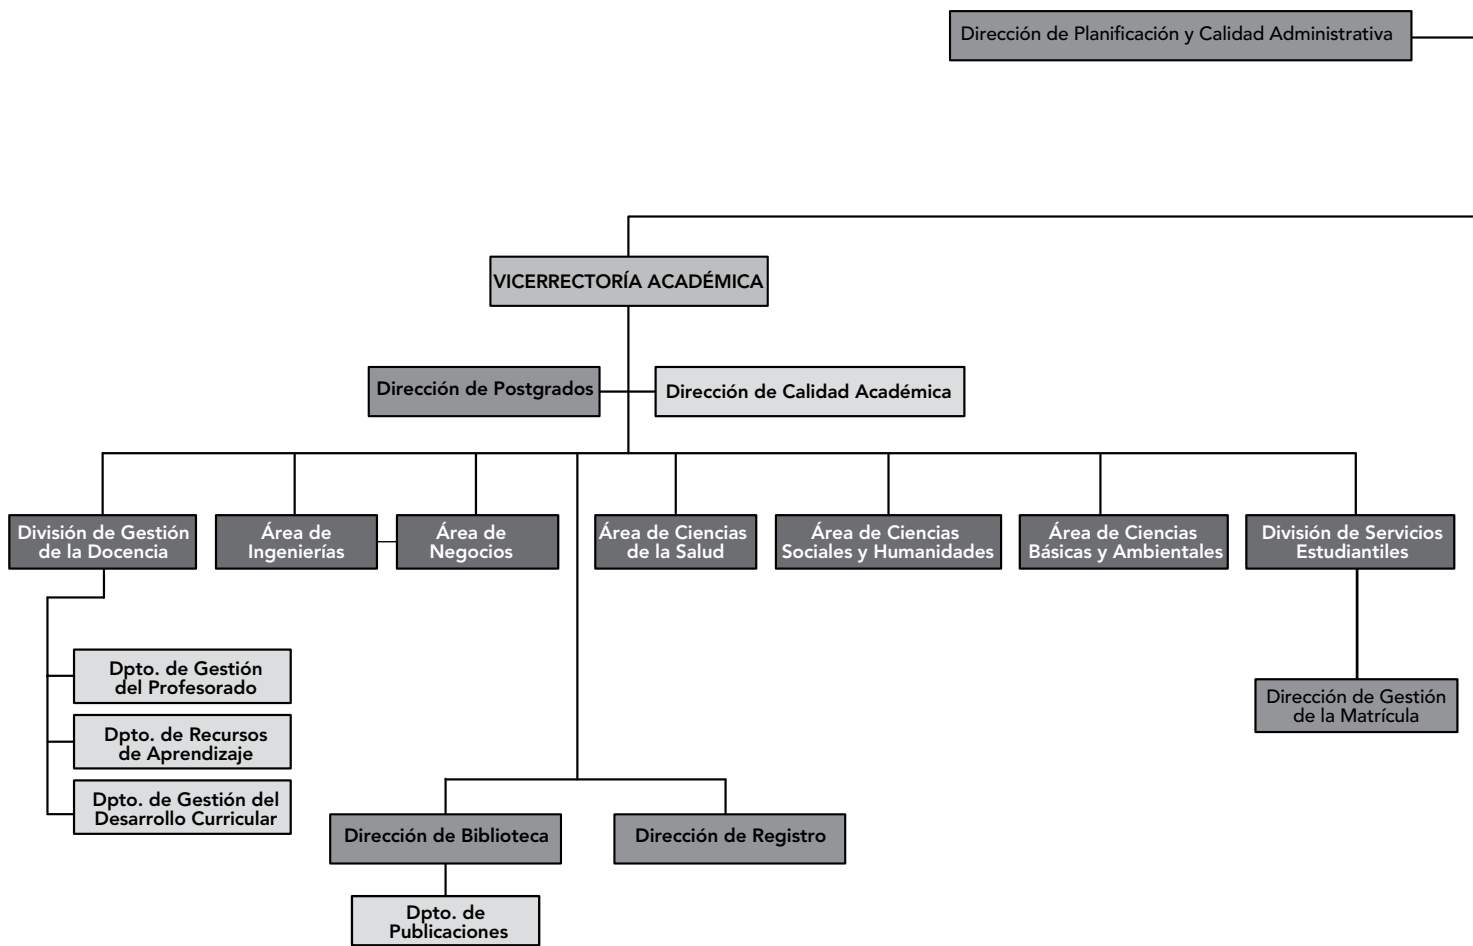 Dirección de Planificación y Calidad Administrativa
VICERRECTORÍA ACADÉMICA
Dirección de Postgrados
Dirección de Calidad Académica
División de Gestión
de la Docencia
Área de
Ingenierías
Área de
Negocios
Área de Ciencias
de la Salud
Área de Ciencias
Sociales y Humanidades
Área de Ciencias
Básicas y Ambientales
División de Servicios
Estudiantiles
Dpto. de Gestión
del Profesorado
Dpto. de Recursos
de Aprendizaje
Dpto. de Gestión del
Desarrollo Curricular
Dirección de Gestión
de la Matrícula
Dirección de Biblioteca
Dirección de Registro
Dpto. de
Publicaciones